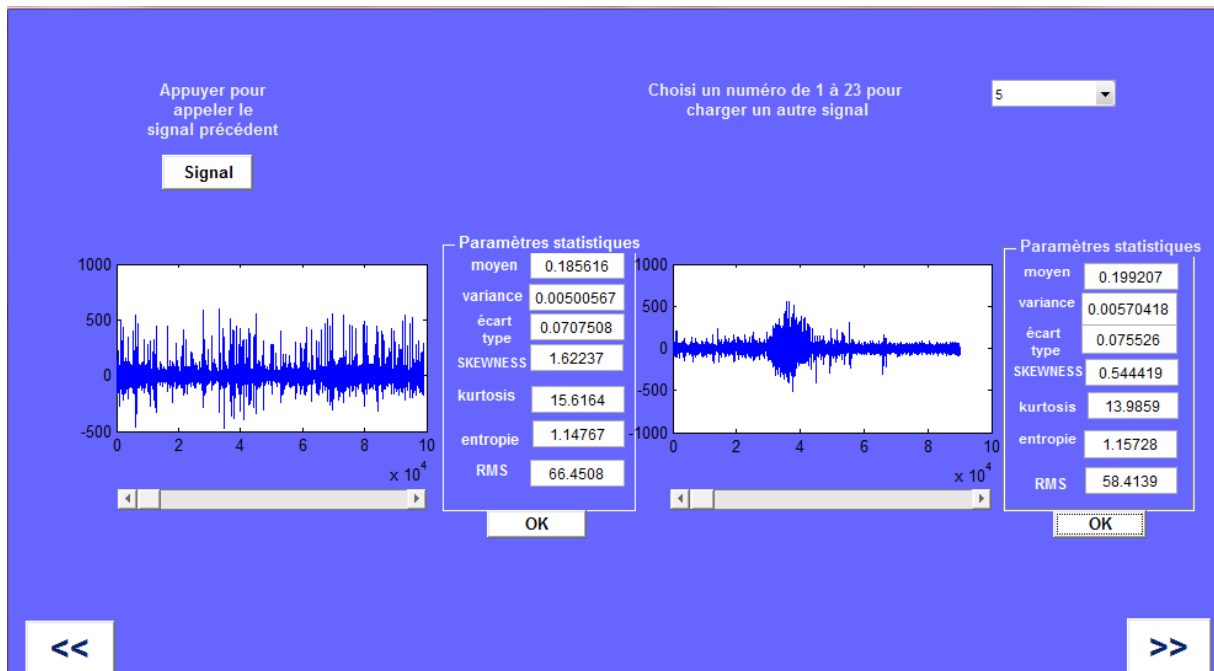 Appuyer pour
appeler le
signal précédent
Signal
Choisi un numéro de 1 à 23 pour
charger un autre signal
5
1000
500
0
-500
0 2 4 6 8 10
x 10^4
Paramètres statistiques
moyen 0.185616
variance 0.00500567
écart
type 0.0707508
SKEWNESS 1.62237
kurtosis 15.6164
entropie 1.14767
RMS 66.4508
OK
1000
500
0
-500
-1000
0 2 4 6 8 10
x 10^4
Paramètres statistiques
moyen 0.199207
variance 0.00570418
écart
type 0.075526
SKEWNESS 0.544419
kurtosis 13.9859
entropie 1.15728
RMS 58.4139
OK
<<
>>